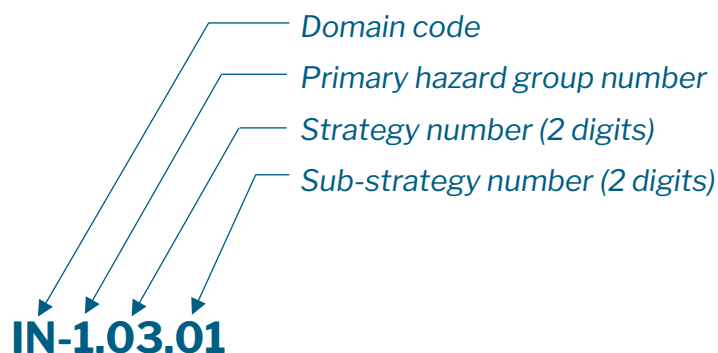 Domain code
Primary hazard group number
Strategy number (2 digits)
Sub-strategy number (2 digits)
IN-1.03.01